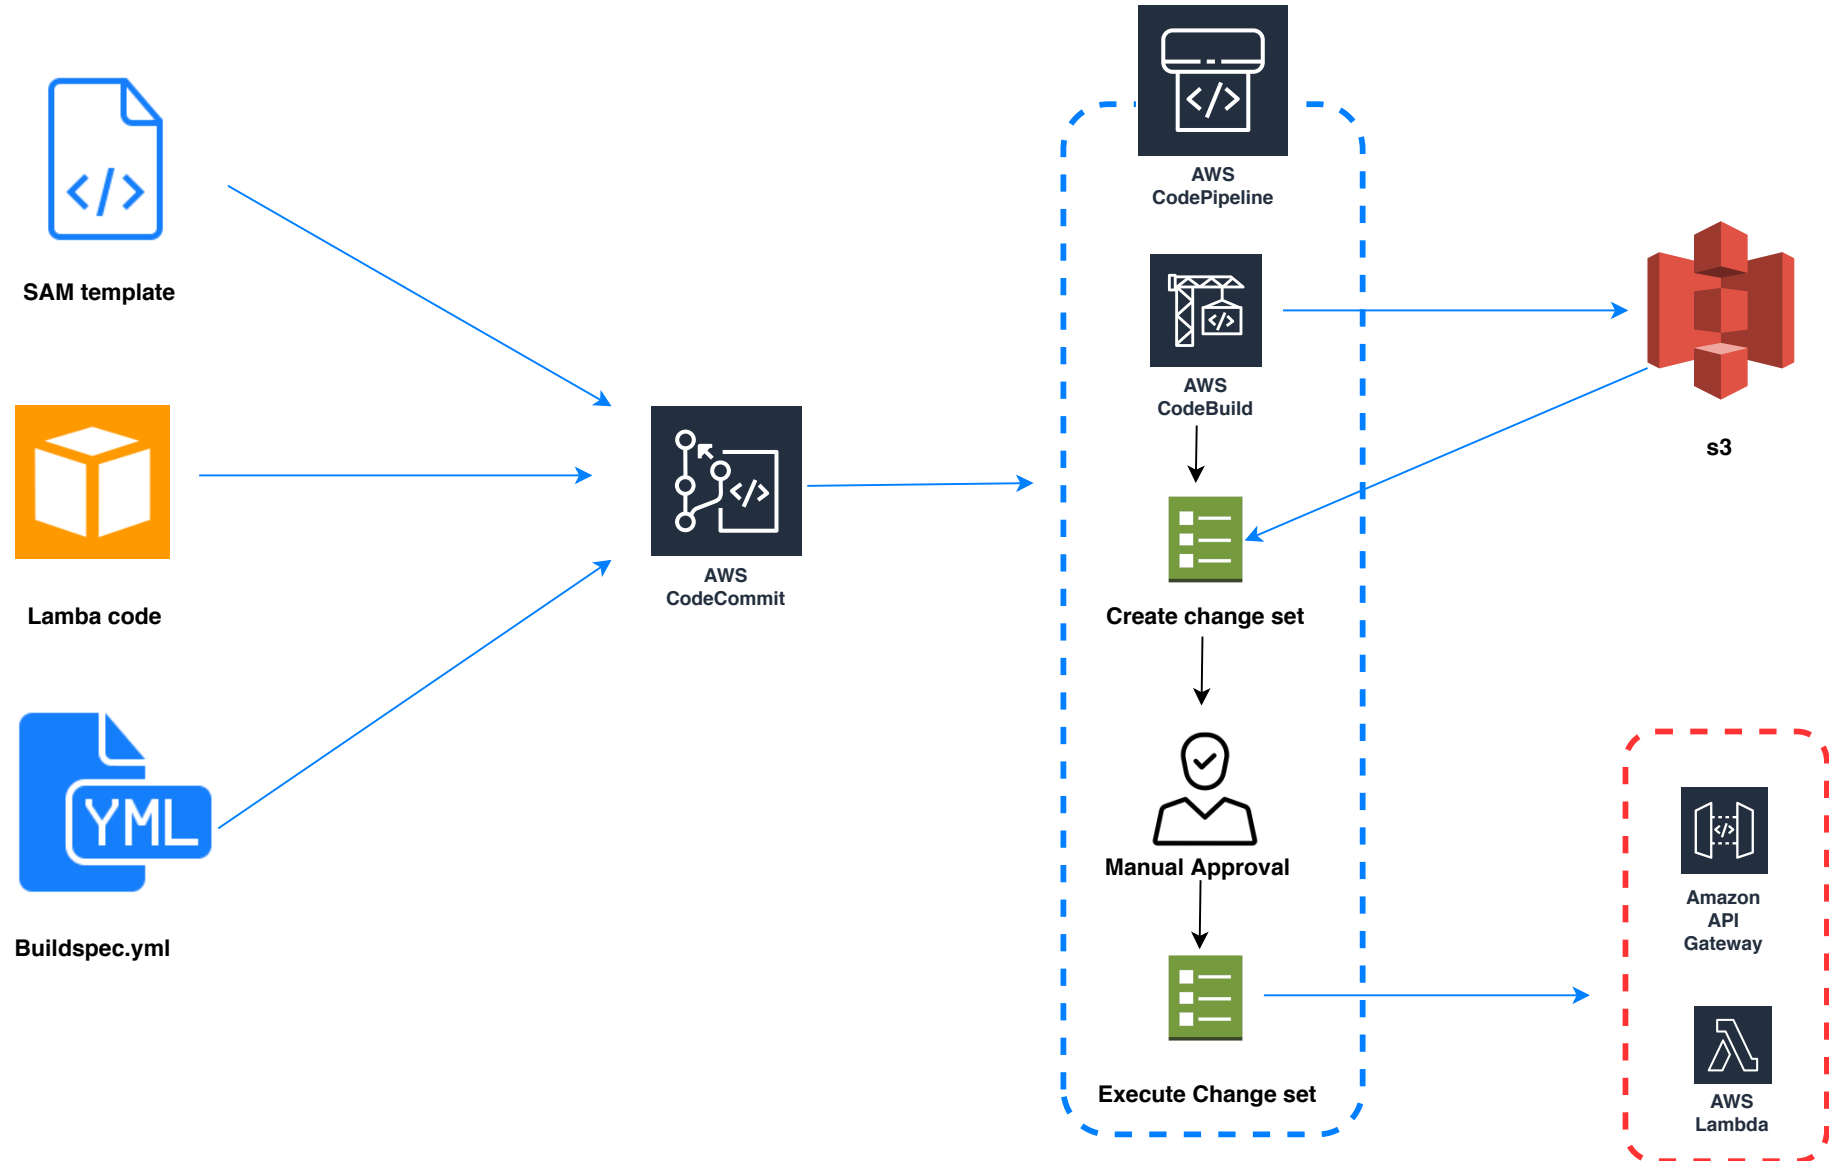 SAM template
Lamba code
YML
Buildspec.yml
AWS
CodeCommit
AWS
CodePipeline
AWS
CodeBuild
Create change set
Manual Approval
Execute Change set
s3
Amazon
API
Gateway
AWS
Lambda